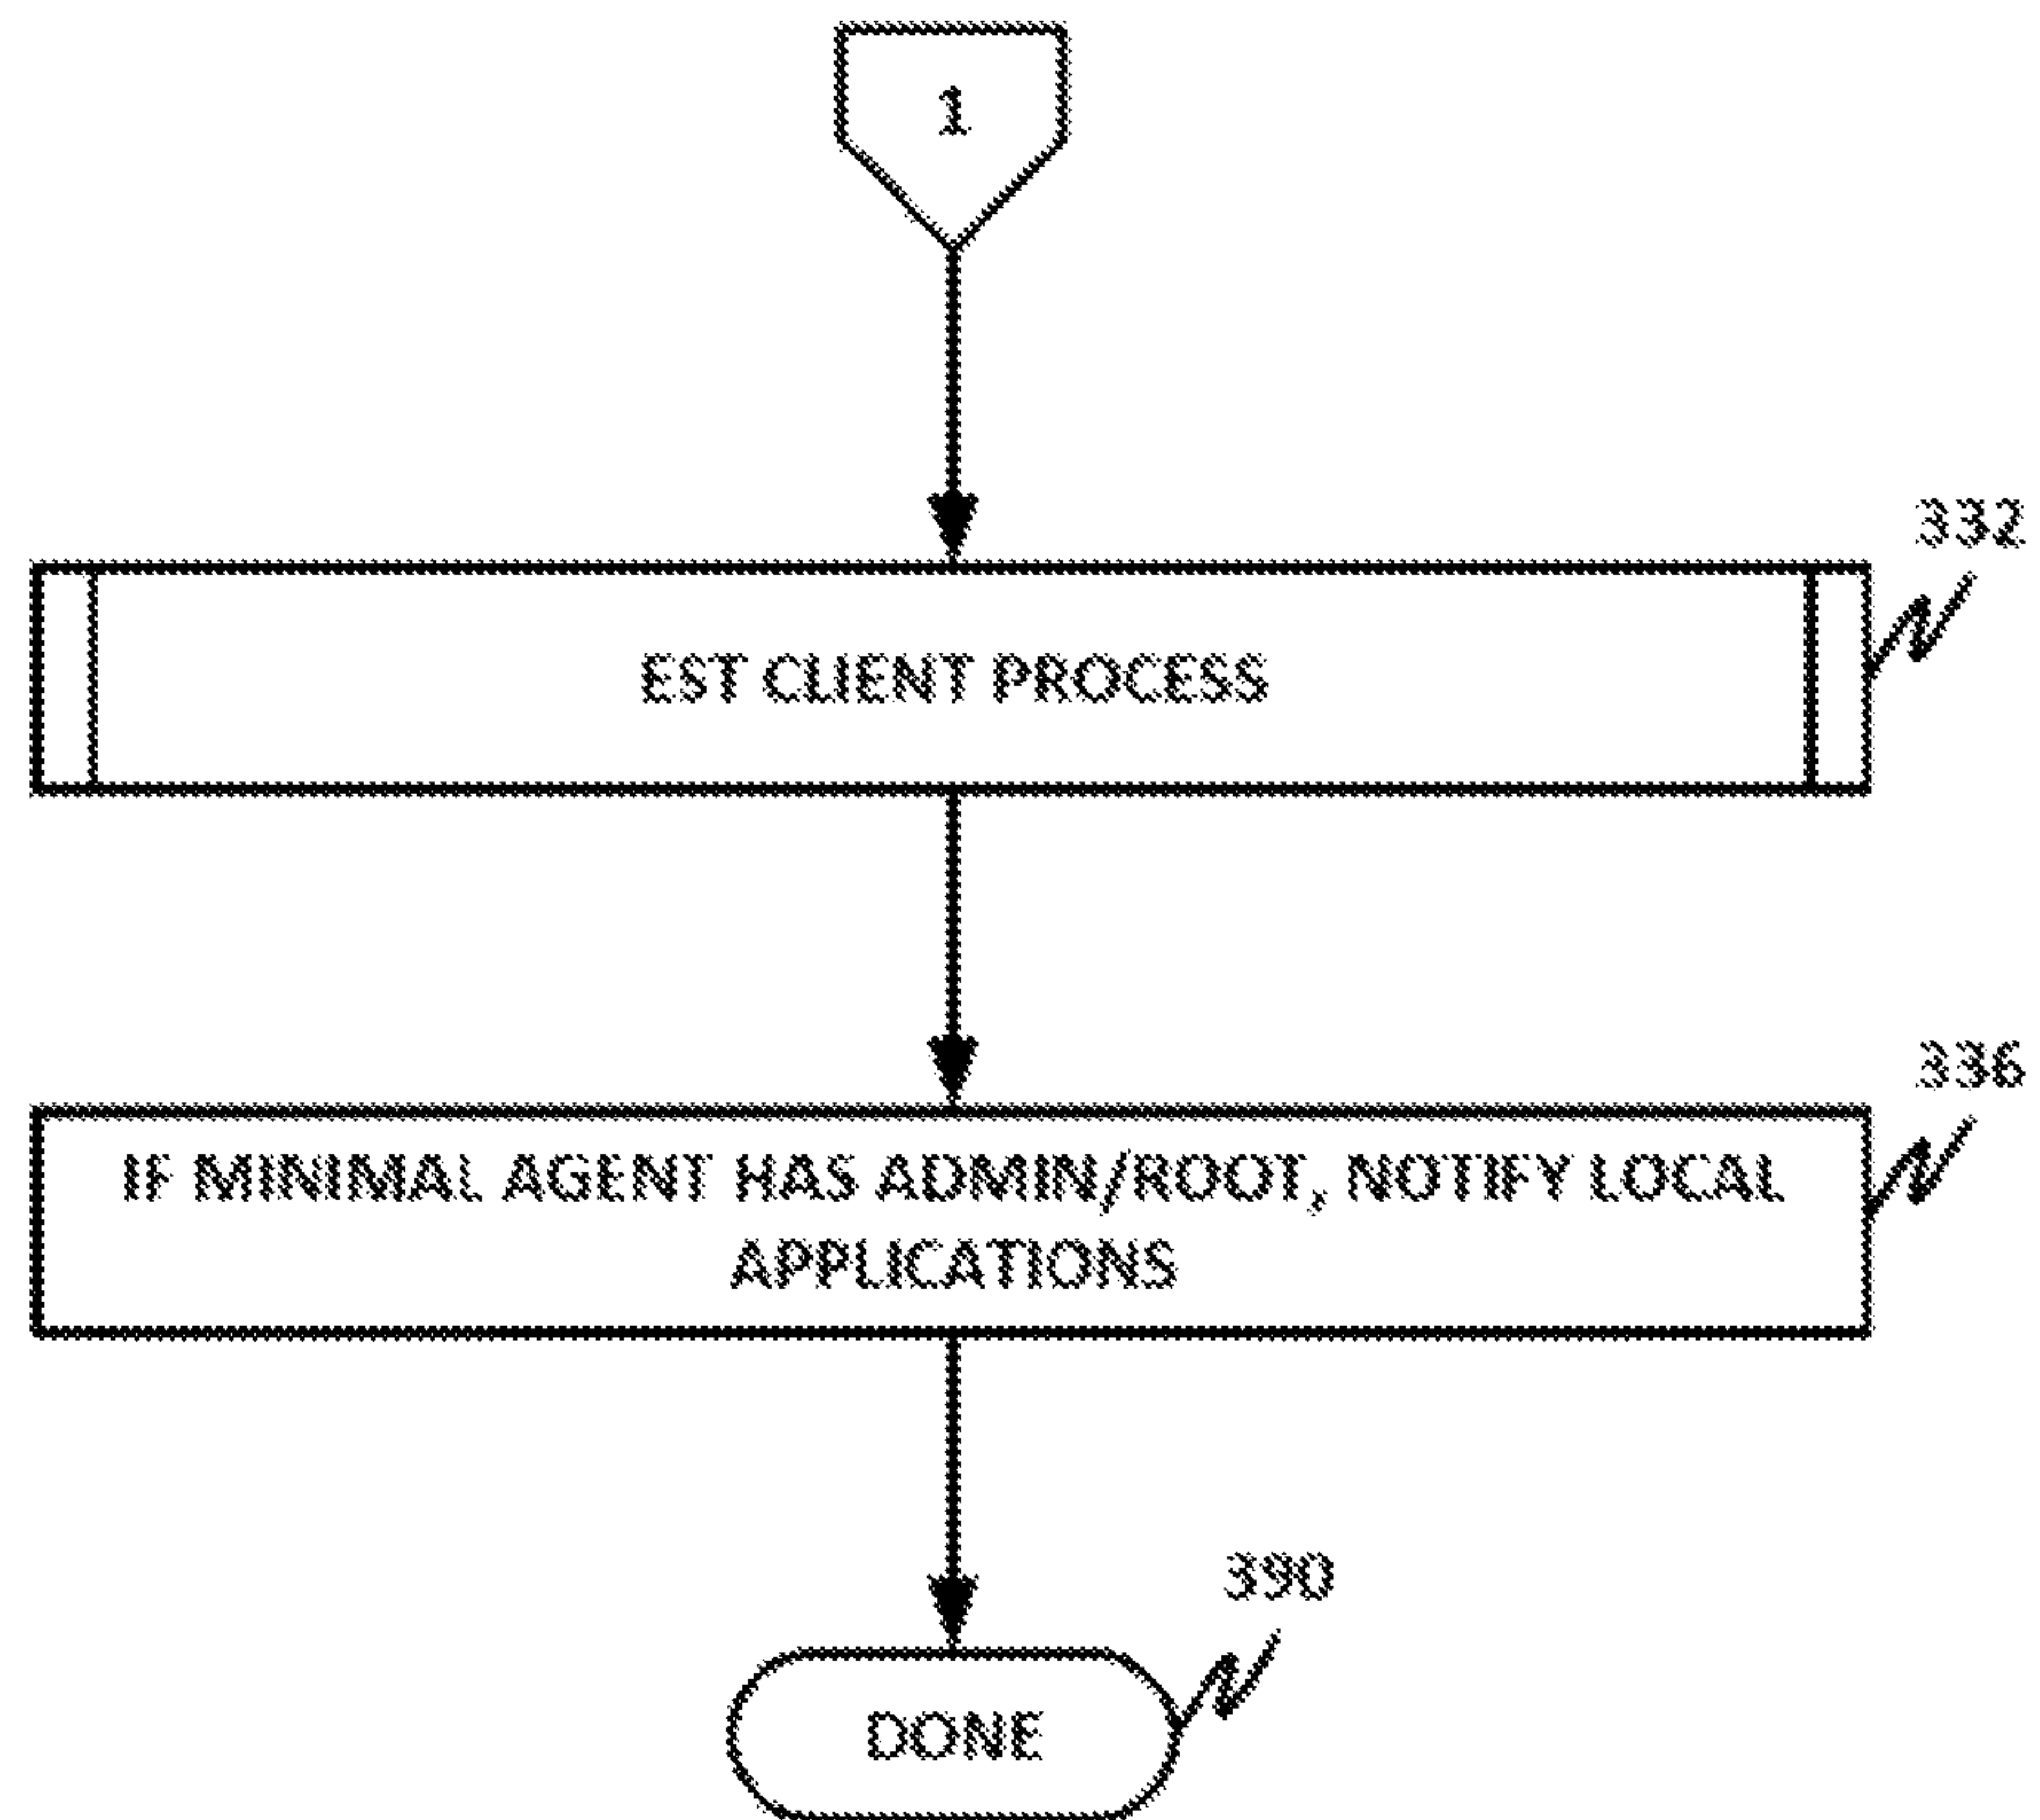 1
332
EST CLIENT PROCESS
336
IF MINIMAL AGENT HAS ADMIN/ROOT, NOTIFY LOCAL
APPLICATIONS
390
DONE